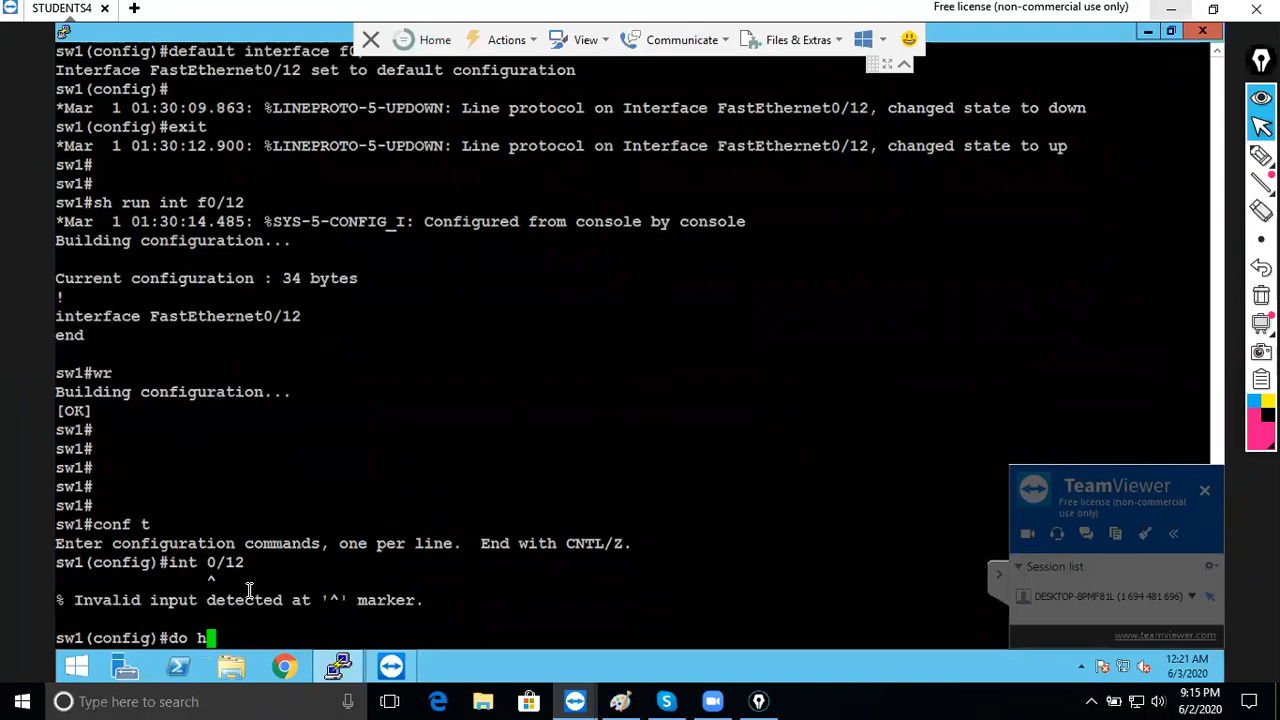 STUDENTS4
Free license (non-commercial use only)
Home
View
Communicate
Files & Extras
sw1(config)#default interface f0/
Interface FastEthernet0/12 set to default configuration
sw1(config)#
*Mar  1 01:30:09.863: %LINEPROTO-5-UPDOWN: Line protocol on Interface FastEthernet0/12, changed state to down
sw1(config)#exit
*Mar  1 01:30:12.900: %LINEPROTO-5-UPDOWN: Line protocol on Interface FastEthernet0/12, changed state to up
sw1#
sw1#
sw1#sh run int f0/12
*Mar  1 01:30:14.485: %SYS-5-CONFIG_I: Configured from console by console
Building configuration...
Current configuration : 34 bytes
!
interface FastEthernet0/12
end
sw1#wr
Building configuration...
[OK]
sw1#
sw1#
sw1#
sw1#
sw1#
sw1#conf t
Enter configuration commands, one per line.  End with CNTL/Z.
sw1(config)#int 0/12
^
% Invalid input detected at '^' marker.
sw1(config)#do h
TeamViewer
Free license (non-commercial
use only)
Session list
DESKTOP-8PMF81L (1 694 481 696)
www.teamviewer.com
12:21 AM
6/3/2020
Type here to search
9:15 PM
6/2/2020